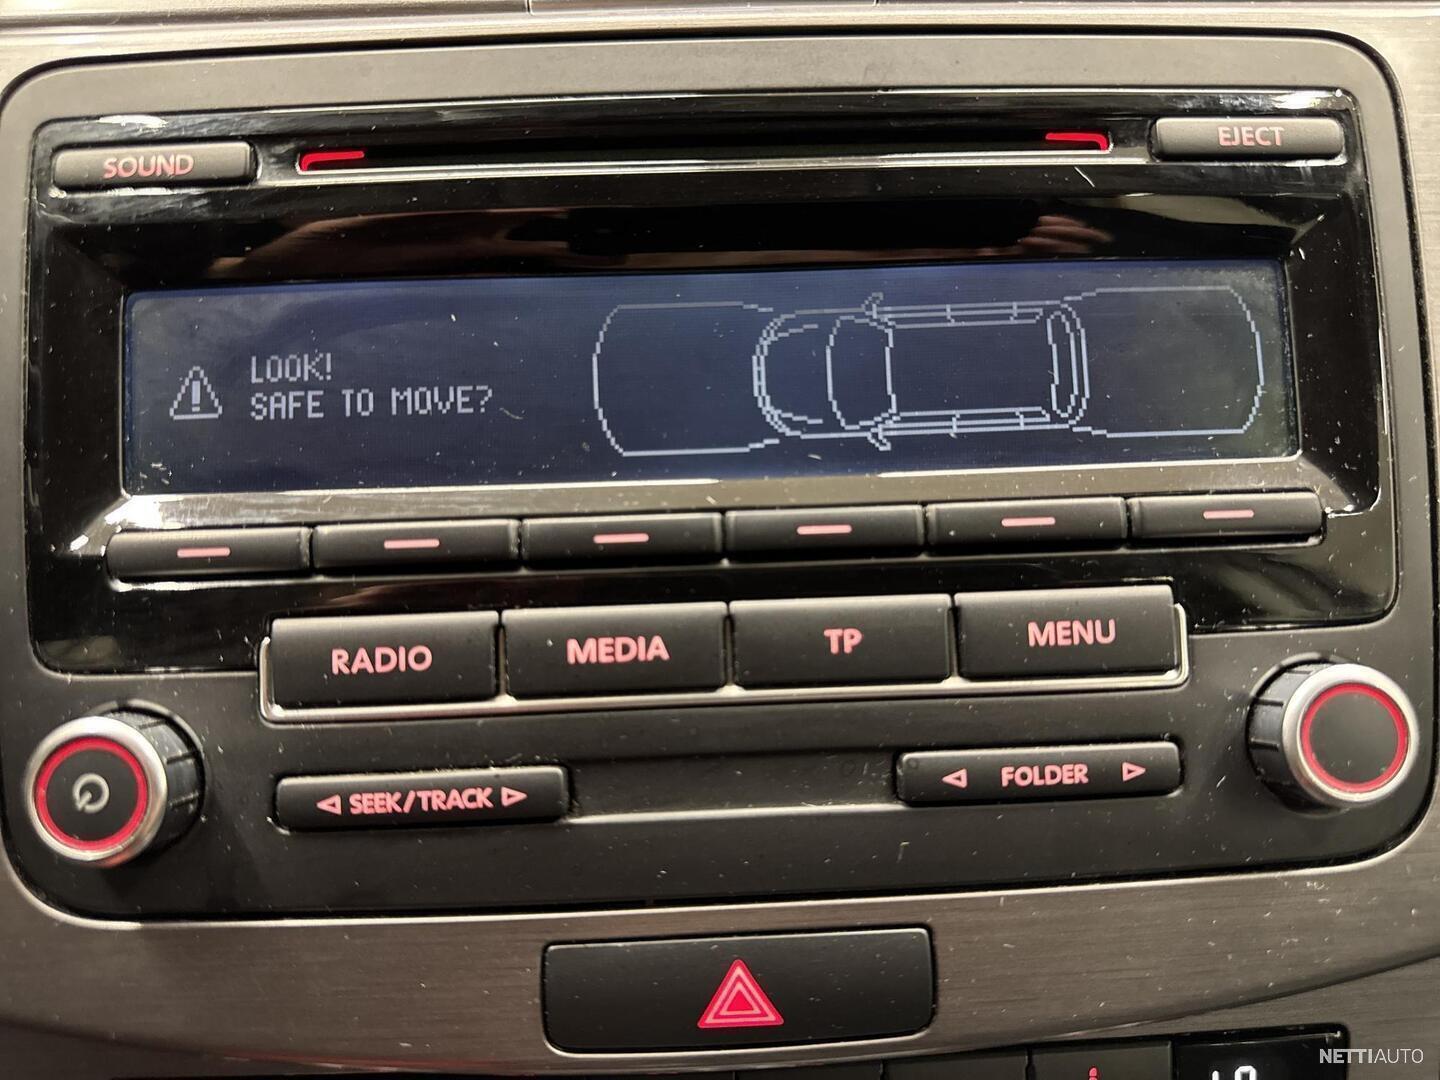 SOUND
EJECT
LOOK!
SAFE TO MOVE?
RADIO
MEDIA
TP
MENU
SEEK/TRACK
FOLDER
NETTIAUTO